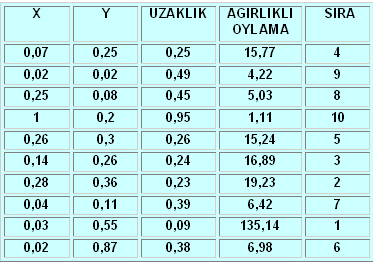 X Y UZAKLIK AGIRLIKLI OYLAMA SIRA
0,07 0,25 0,25 15,77 4
0,02 0,02 0,49 4,22 9
0,25 0,08 0,45 5,03 8
1 0,2 0,95 1,11 10
0,26 0,3 0,26 15,24 5
0,14 0,26 0,24 16,89 3
0,28 0,36 0,23 19,23 2
0,04 0,11 0,39 6,42 7
0,03 0,55 0,09 135,14 1
0,02 0,87 0,38 6,98 6